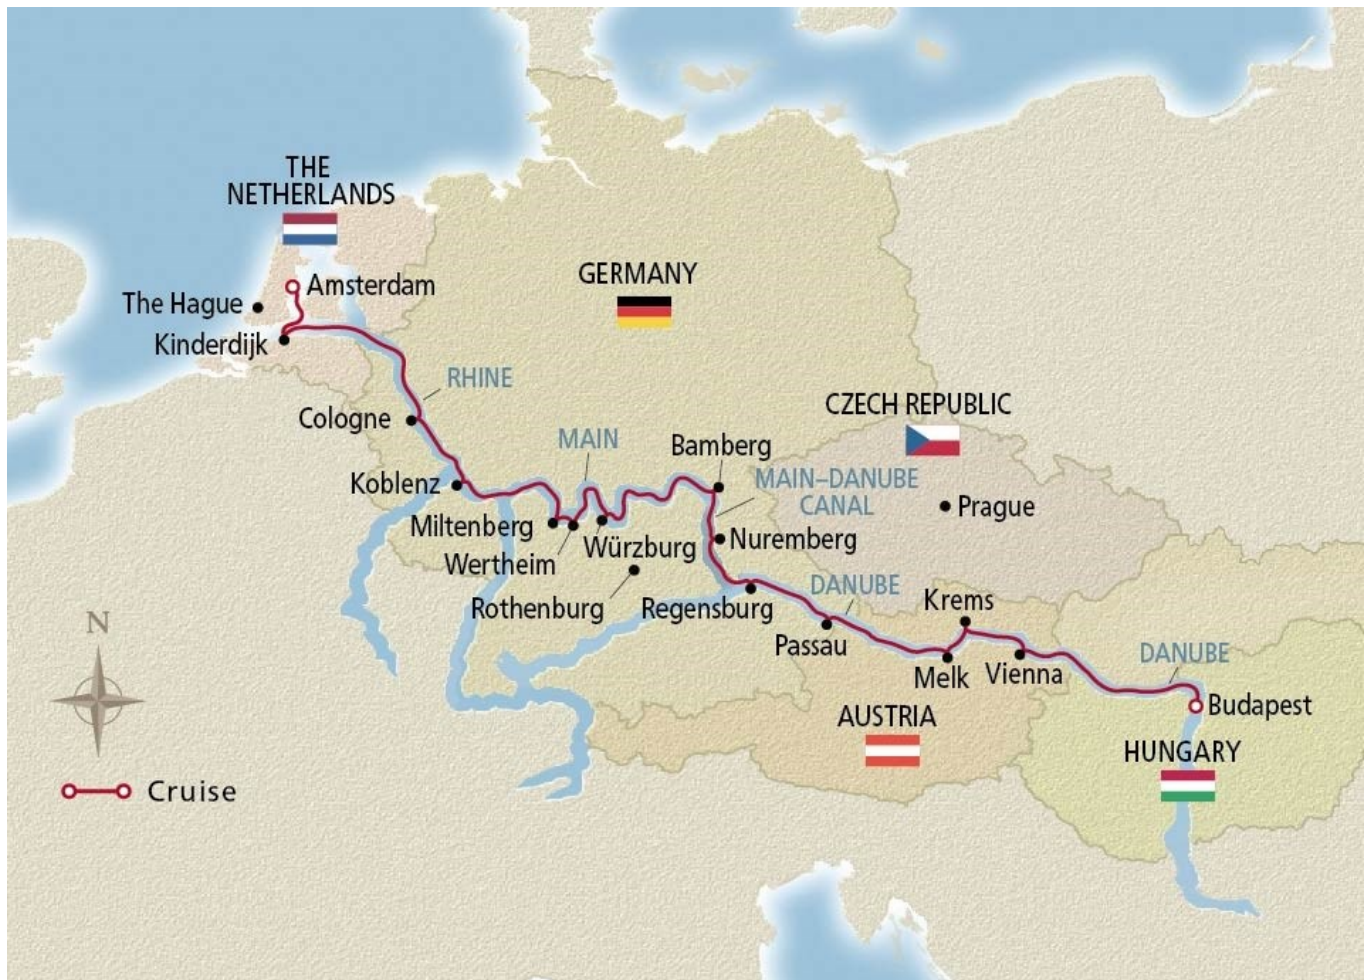 THE
NETHERLANDS
Amsterdam
The Hague
Kinderdijk
GERMANY
RHINE
Cologne
CZECH REPUBLIC
MAIN
Bamberg
Koblenz
MAIN–DANUBE
CANAL
Prague
Miltenberg
Wertheim
Würzburg
Nuremberg
Rothenburg
Regensburg
DANUBE
Krems
Passau
Melk
Vienna
DANUBE
Budapest
AUSTRIA
HUNGARY
N
Cruise